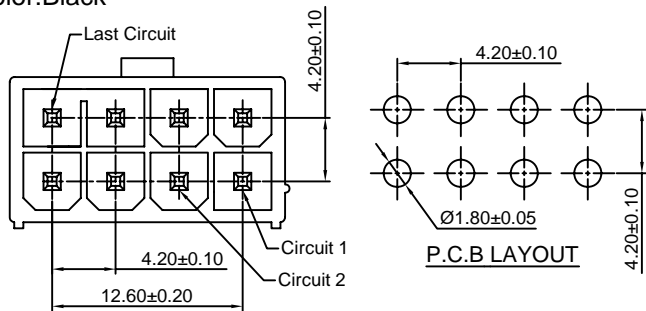 Color:Black
Last Circuit
4.20±0.10
4.20±0.10
Ø1.80±0.05
4.20±0.10
P.C.B LAYOUT
Circuit 1
4.20±0.10
Circuit 2
12.60±0.20